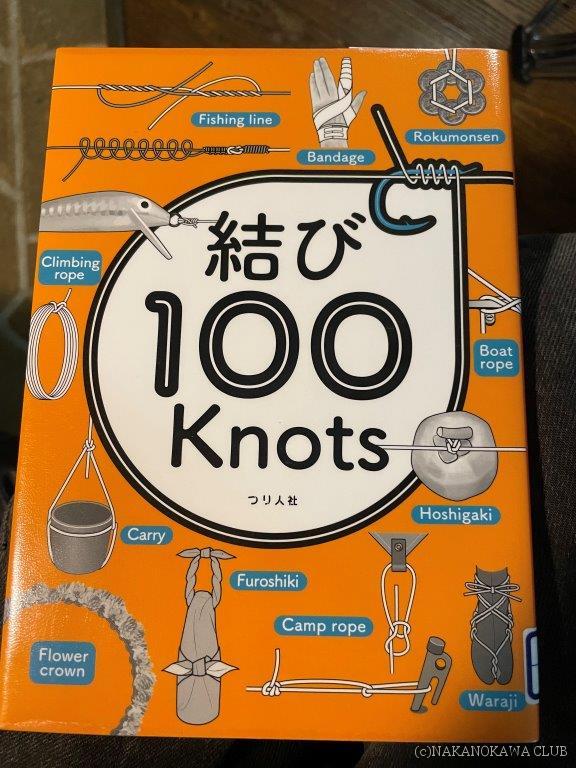 Fishing line
Bandage
Rokumonsen
結び
100
Knots
つり人社
Climbing
rope
Boat
rope
Hoshigaki
Carry
Furoshiki
Camp rope
Flower
crown
Waraji
(c)NAKANOKAWA CLUB